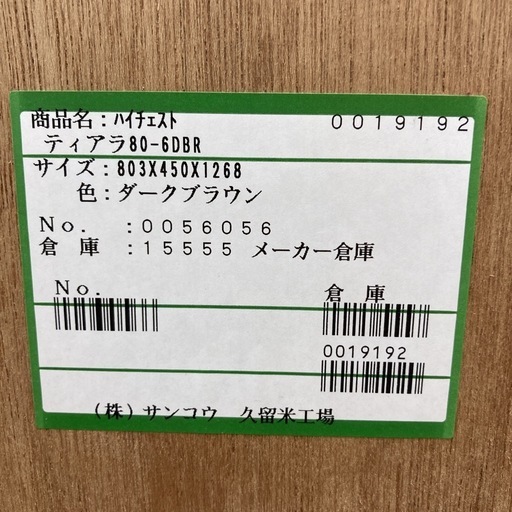 商品名：ﾊｲﾁｪｽﾄ 0019192
ティアラ80-6DBR
サイズ：803X450X1268
色：ダークブラウン
No. :0056056
倉庫 :15555 メーカー倉庫
No. 倉庫
0019192
(株)サンコウ 久留米工場